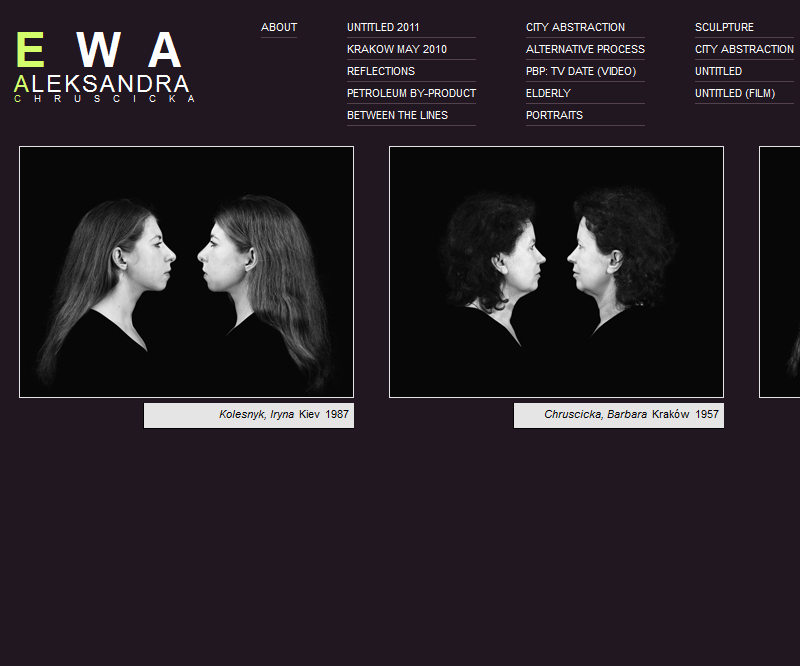 E W A
ALEKSANDRA
CHRUSCICKA
ABOUT
UNTITLED 2011
KRAKOW MAY 2010
REFLECTIONS
PETROLEUM BY-PRODUCT
BETWEEN THE LINES
CITY ABSTRACTION
ALTERNATIVE PROCESS
PBP: TV DATE (VIDEO)
ELDERLY
PORTRAITS
SCULPTURE
CITY ABSTRACTION
UNTITLED
UNTITLED (FILM)
Kolesnyk, Iryna Kiev 1987
Chruscicka, Barbara Kraków 1957